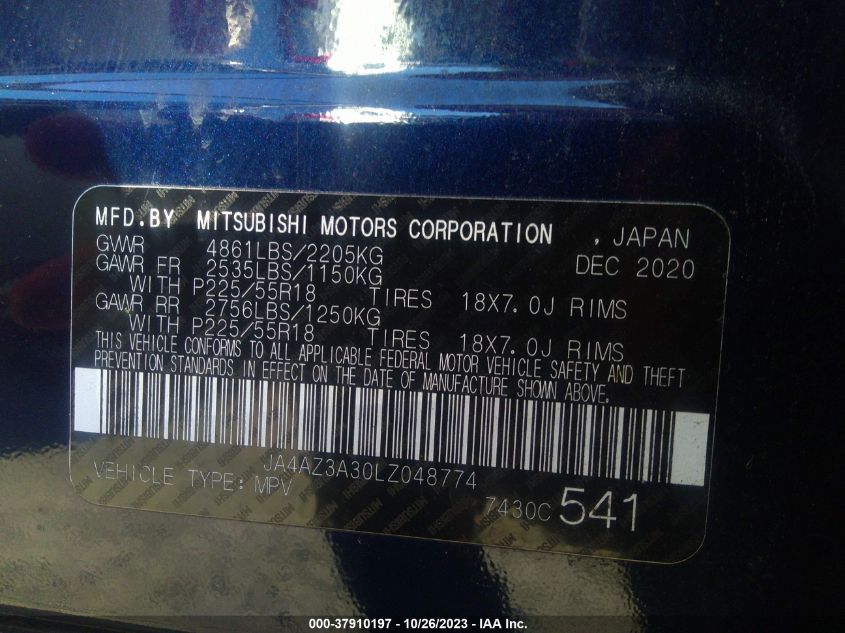 MFD.BY MITSUBISHI MOTORS CORPORATION , JAPAN
GVWR 4861LBS/2205KG DEC 2020
GAWR FR 2535LBS/1150KG
WITH P225/55R18 TIRES 18X7.0J RIMS
GAWR RR 2756LBS/1250KG
WITH P225/55R18 TIRES 18X7.0J RIMS
THIS VEHICLE CONFORMS TO ALL APPLICABLE FEDERAL MOTOR VEHICLE SAFETY AND THEFT
PREVENTION STANDARDS IN EFFECT ON THE DATE OF MANUFACTURE SHOWN ABOVE.
JA4AZ3A30LZ048774
VEHICLE TYPE: MPV 7430C 541
000-37910197 - 10/26/2023 - IAA Inc.